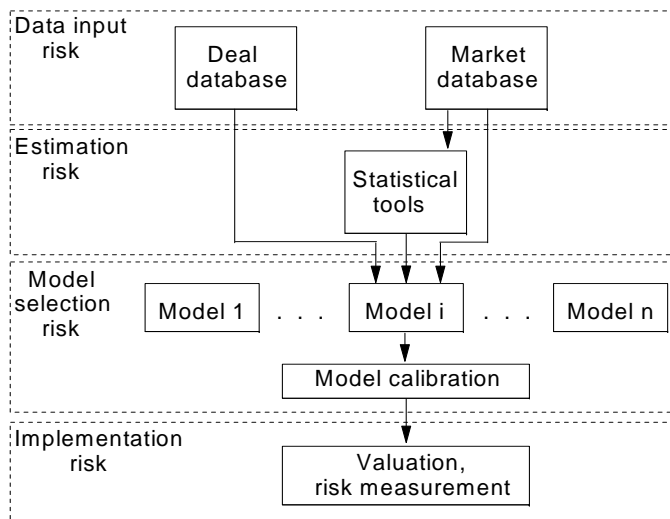 Data input
risk
Deal
database
Market
database
Estimation
risk
Statistical
tools
Model
selection
risk
Model 1
. . .
Model i
. . .
Model n
Model calibration
Implementation
risk
Valuation,
risk measurement